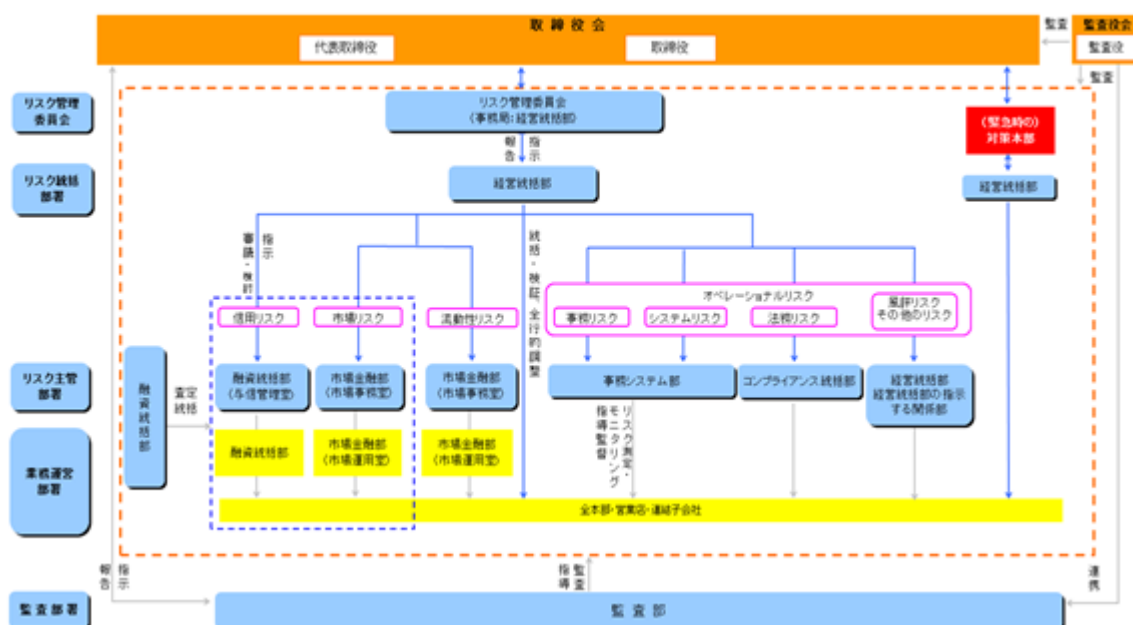 取締役会
代表取締役
取締役
監査
監査役会
監査役
監査
リスク管理
委員会
リスク管理委員会
(事務局:経営統括部)
(緊急時の)
対策本部
報告
指示
リスク統括
部署
経営統括部
経営統括部
審議・検討
指示
統括・検証、全行的調整
オペレーショナルリスク
信用リスク
市場リスク
流動性リスク
事務リスク
システムリスク
法務リスク
風評リスク
その他のリスク
リスク主管
部署
融資統括部
査定
統括
融資統括部
(与信管理室)
市場金融部
(市場事務室)
市場金融部
(市場事務室)
事務システム部
コンプライアンス統括部
経営統括部
経営統括部の指示
する関係部
リスク測定・
モニタリング
指導監督
業務運営
部署
融資統括部
市場金融部
(市場運用室)
市場金融部
(市場運用室)
全本部・営業店・連結子会社
報告
指示
指導
監査
連携
監査部署
監査部